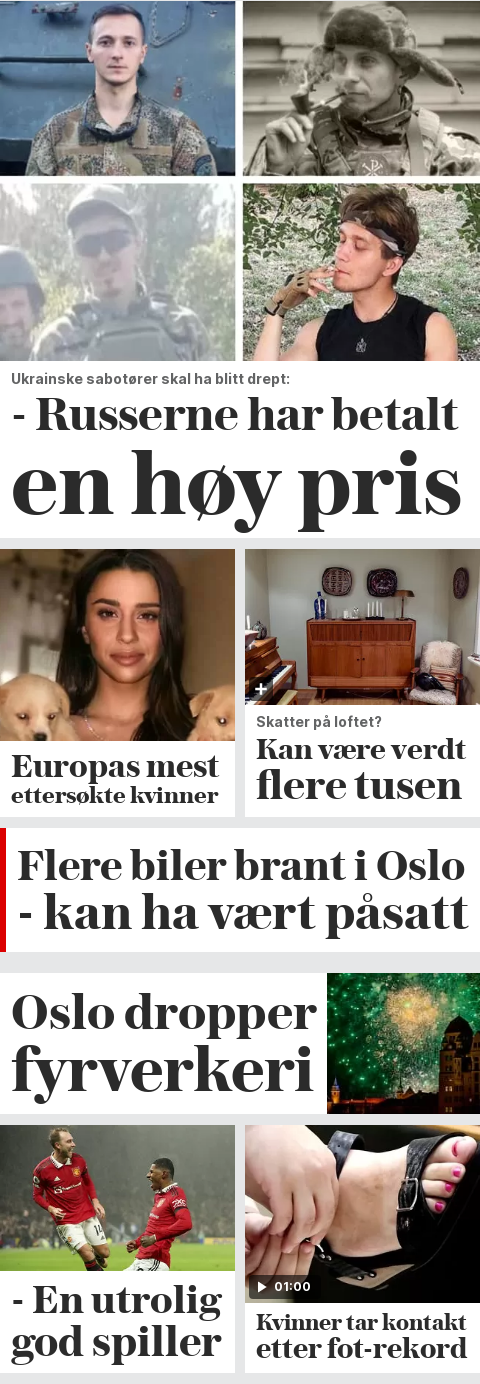 Ukrainske sabotører skal ha blitt drept:
- Russerne har betalt
en høy pris
Europas mest
ettersøkte kvinner
Skatter på loftet?
Kan være verdt
flere tusen
Flere biler brant i Oslo
- kan ha vært påsatt
Oslo dropper
fyrverkeri
- En utrolig
god spiller
01:00
Kvinner tar kontakt
etter fot-rekord